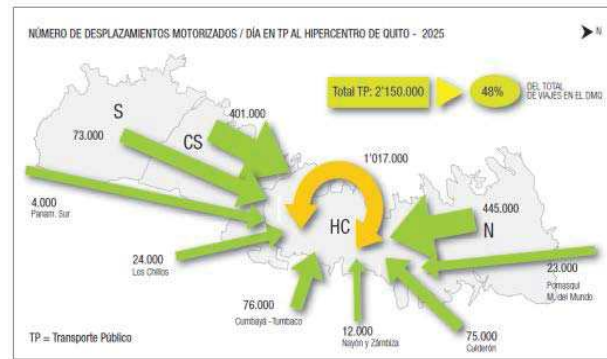 NÚMERO DE DESPLAZAMIENTOS MOTORIZADOS / DÍA EN TP AL HIPERCENTRO DE QUITO - 2025
N
Total TP: 2'150.000
48%
DEL TOTAL
DE VIAJES EN EL DMQ
S
73.000
CS
401.000
1'017.000
4.000
Panam. Sur
HC
445.000
N
24.000
Los Chillos
23.000
Pomasqui
M. del Mundo
76.000
Cumbayá - Tumbaco
12.000
Nayón y Zámbiza
75.000
Calderón
TP = Transporte Público